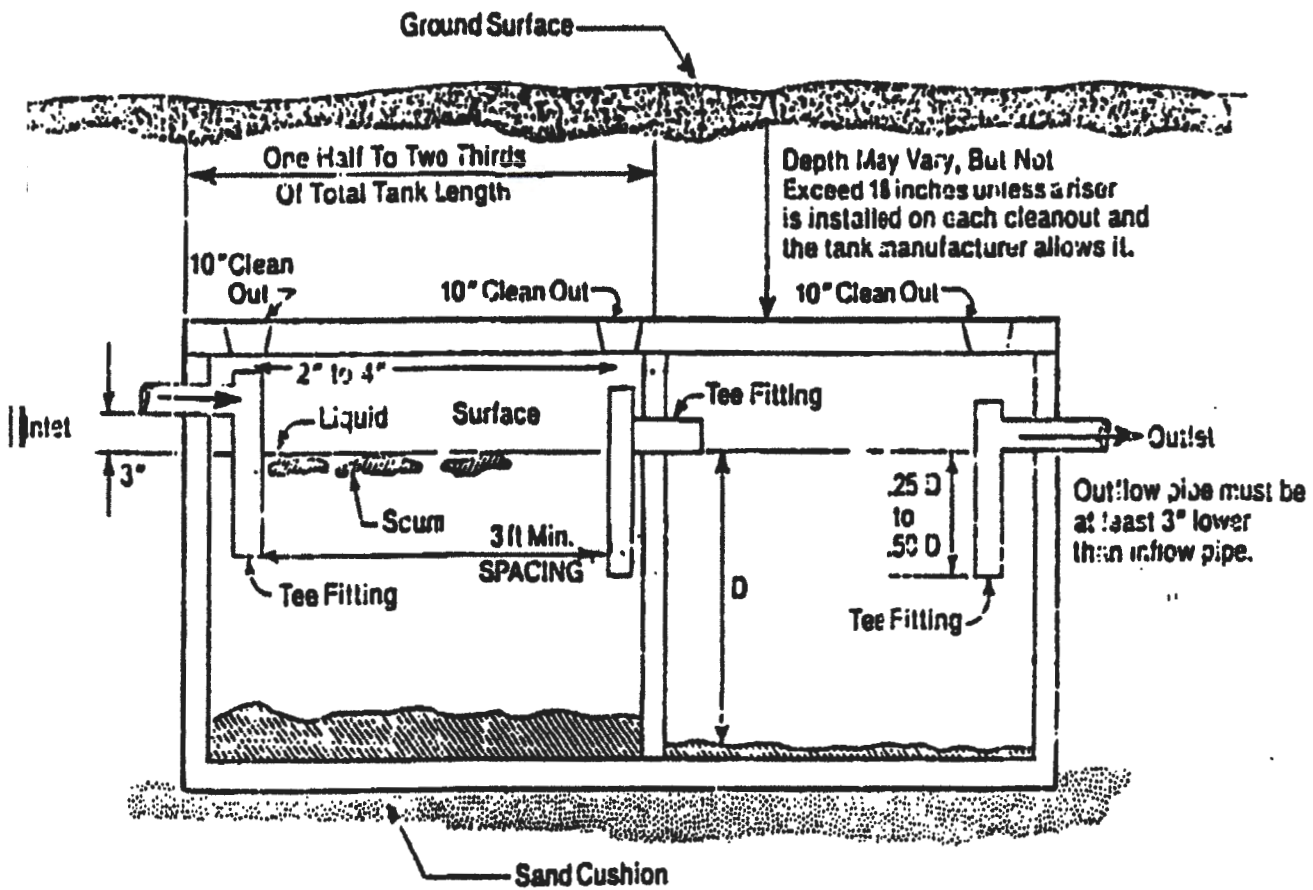 Ground Surface
One Half To Two Thirds
Of Total Tank Length
Depth May Vary, But Not
Exceed 18 inches unless a riser
is installed on each cleanout and
the tank manufacturer allows it.
10" Clean
Out
10" Clean Out
10" Clean Out
2" to 4"
Tee Fitting
Liquid Surface
Inlet
Outlet
3"
Scum
.25 D
to
.50 D
Outflow pipe must be
at least 3" lower
than inflow pipe.
3 ft Min.
SPACING
Tee Fitting
D
Tee Fitting
Sand Cushion